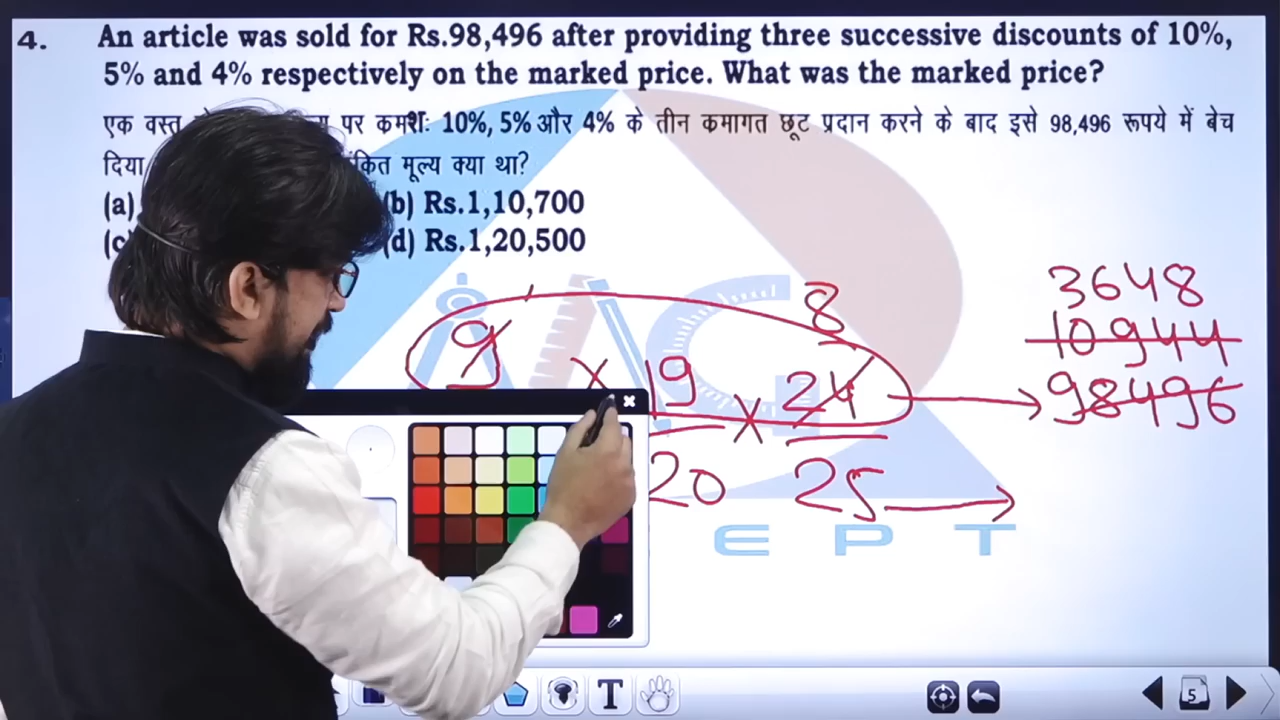 4. An article was sold for Rs.98,496 after providing three successive discounts of 10%,
5% and 4% respectively on the marked price. What was the marked price?
एक वस्त पर कमशः 10%, 5% और 4% के तीन कमागत छूट प्रदान करने के बाद इसे 98,496 रूपये में बेच
दिया मूल्य क्या था?
(a) (b) Rs.1,10,700
(d) Rs.1,20,500
9 × 19 × 24 8
20 25
3648
10944
98496
E P T
T
5